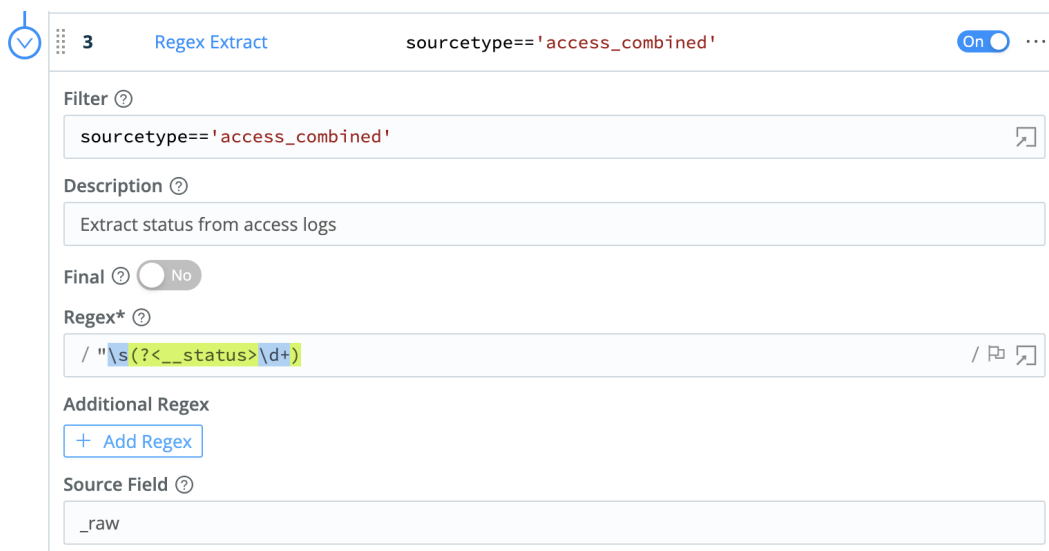 3 Regex Extract sourcetype=='access_combined' On ...
Filter ?
sourcetype=='access_combined'
Description ?
Extract status from access logs
Final ? No
Regex* ?
/ "\s(?<__status>\d+) /
Additional Regex
+ Add Regex
Source Field ?
_raw